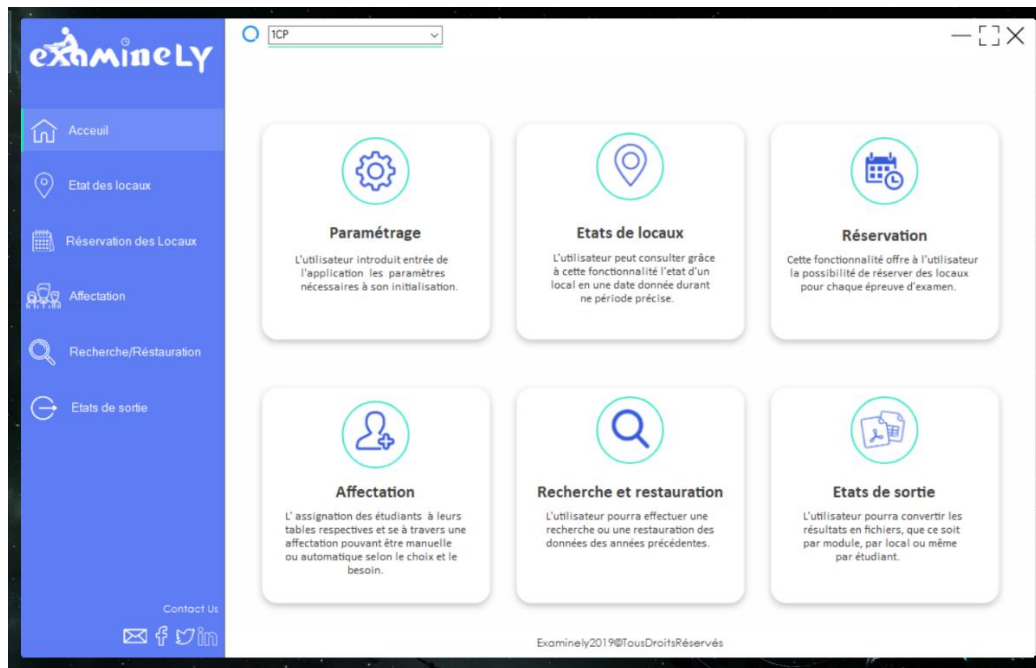 examinely
1CP
Acceuil
Etat des locaux
Réservation des Locaux
Affectation
Recherche/Réstauration
Etats de sortie
Contact Us
Paramétrage
L'utilisateur introduit entrée de
l'application les paramètres
nécessaires à son initialisation.
Etats de locaux
L'utilisateur peut consulter grâce
à cette fonctionnalité l'etat d'un
local en une date donnée durant
ne période précise.
Réservation
Cette fonctionnalité offre à l'utilisateur
la possibilité de réserver des locaux
pour chaque épreuve d'examen.
Affectation
L' assignation des étudiants à leurs
tables respectives et se à travers une
affectation pouvant être manuelle
ou automatique selon le choix et le
besoin.
Recherche et restauration
L'utilisateur pourra effectuer une
recherche ou une restauration des
données des années précédentes.
Etats de sortie
L'utilisateur pourra convertir les
résultats en fichiers, que ce soit
par module, par local ou même
par étudiant.
Examinely2019©TousDroitsRéservés